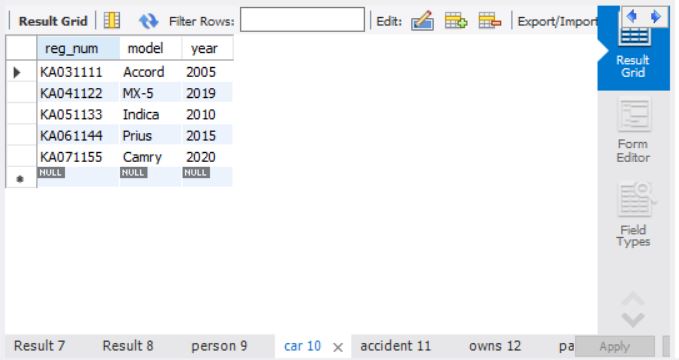 Result Grid Filter Rows: Edit: Export/Import
reg_num model year
KA031111 Accord 2005
KA041122 MX-5 2019
KA051133 Indica 2010
KA061144 Prius 2015
KA071155 Camry 2020
NULL NULL NULL
Result Grid
Form Editor
Field Types
Result 7 Result 8 person 9 car 10 accident 11 owns 12 pa Apply